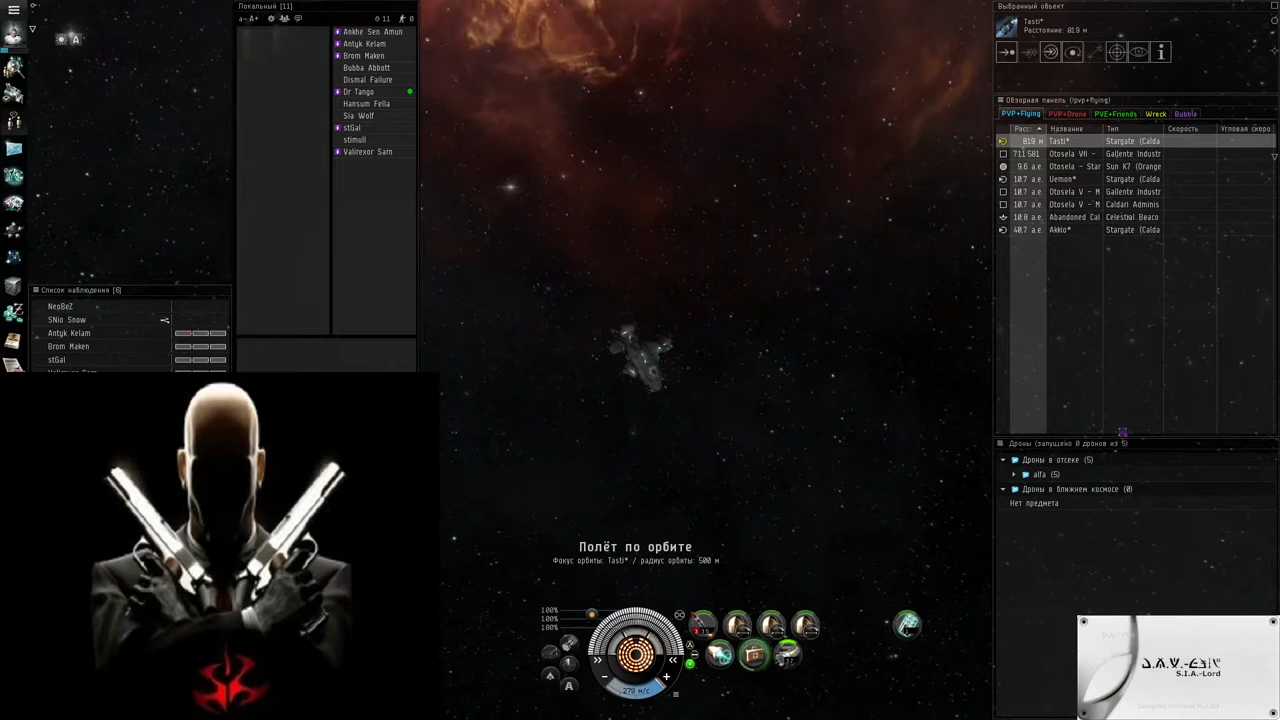 Локальный [11]
a- A+
11
0
Ankhe Sen Amun
Antyk Kelam
Brom Maken
Bubba Abbott
Dismal Failure
Dr Tango
Hansum Fella
Sia Wolf
stGal
stimull
Valirexor Sam
A
Список наблюдения [6]
NeoBeZ
SNio Snow
Antyk Kelam
Brom Maken
stGal
Выбранный объект
Tasti*
Расстояние: 819 м
Обзорная панель (!pvp+flying)
PVP+Flying PVP+Drone PVE+Friends Wreck Bubble
Расс Название Тип Скорость Угловая скоро
819 м Tasti* Stargate (Calda
711 581 Otosela VII - Gallente Industr
9.6 а.е. Otosela - Star Sun K7 (Orange
10.7 а.е. Uemon* Stargate (Calda
10.7 а.е. Otosela V - M Gallente Industr
10.7 а.е. Otosela V - M Caldari Adminis
10.8 а.е. Abandoned Cal Celestial Beaco
40.7 а.е. Akkio* Stargate (Calda
Дроны (запущено 0 дронов из 5)
Дроны в отсеке (5)
alfa (5)
Дроны в ближнем космосе (0)
Нет предмета
Полёт по орбите
Фокус орбиты: Tasti* / радиус орбиты: 500 м
100%
100%
100%
A
279 м/с
S.I.A.-Lord